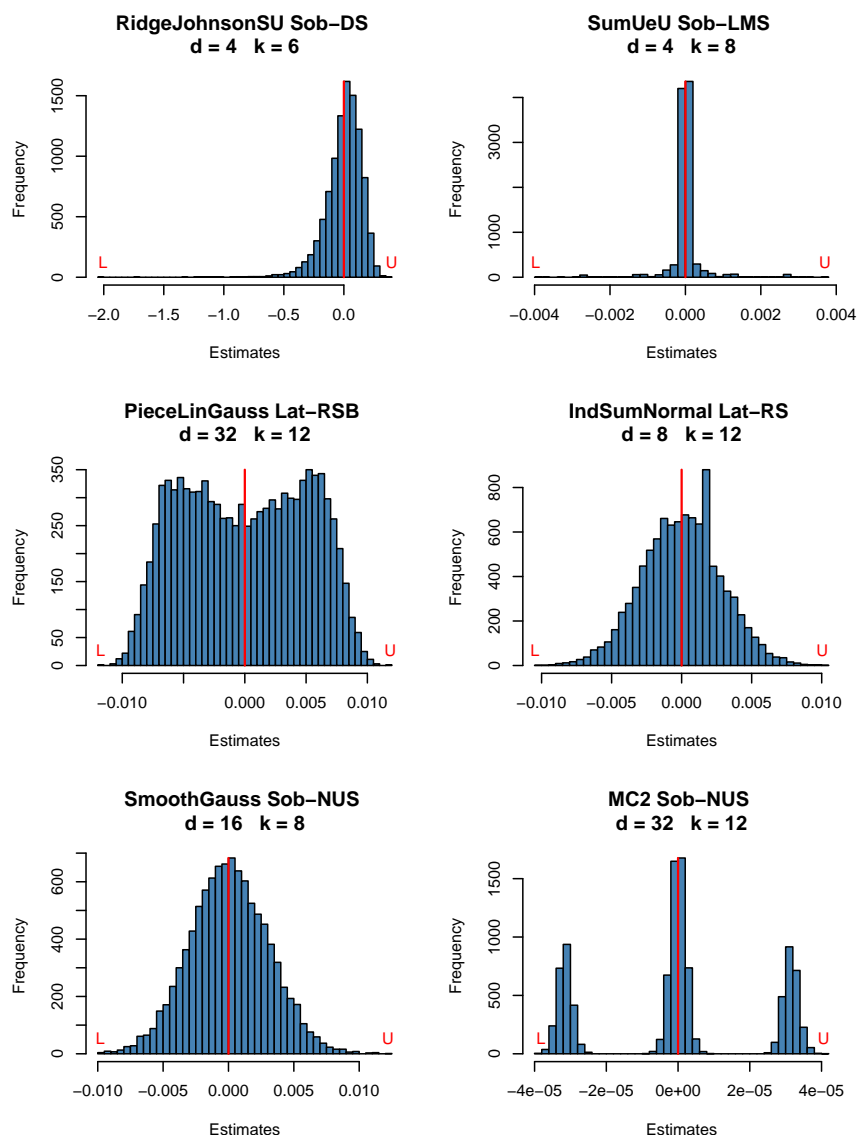 RidgeJohnsonSU Sob−DS
d = 4 k = 6
Frequency
0 500 1000 1500
L U
−2.0 −1.5 −1.0 −0.5 0.0
Estimates
SumUeU Sob−LMS
d = 4 k = 8
Frequency
0 1000 3000
L U
−0.004 −0.002 0.000 0.002 0.004
Estimates
PieceLinGauss Lat−RSB
d = 32 k = 12
Frequency
0 50 150 250 350
L U
−0.010 0.000 0.005 0.010
Estimates
IndSumNormal Lat−RS
d = 8 k = 12
Frequency
0 200 400 600 800
L U
−0.010 −0.005 0.000 0.005 0.010
Estimates
SmoothGauss Sob−NUS
d = 16 k = 8
Frequency
0 200 400 600
L U
−0.010 −0.005 0.000 0.005 0.010
Estimates
MC2 Sob−NUS
d = 32 k = 12
Frequency
0 500 1000 1500
L U
−4e−05 −2e−05 0e+00 2e−05 4e−05
Estimates